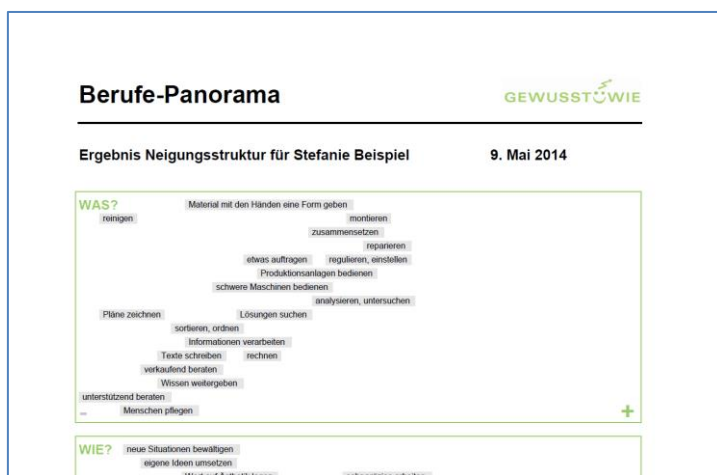 Berufe-Panorama
GEWUSST WIE
Ergebnis Neigungsstruktur für Stefanie Beispiel 9. Mai 2014
WAS? Material mit den Händen eine Form geben
reinigen montieren
zusammensetzen
reparieren
etwas auftragen regulieren, einstellen
Produktionsanlagen bedienen
schwere Maschinen bedienen
analysieren, untersuchen
Pläne zeichnen Lösungen suchen
sortieren, ordnen
Informationen verarbeiten
Texte schreiben rechnen
verkaufend beraten
Wissen weitergeben
unterstützend beraten
– Menschen pflegen +
WIE? neue Situationen bewältigen
eigene Ideen umsetzen